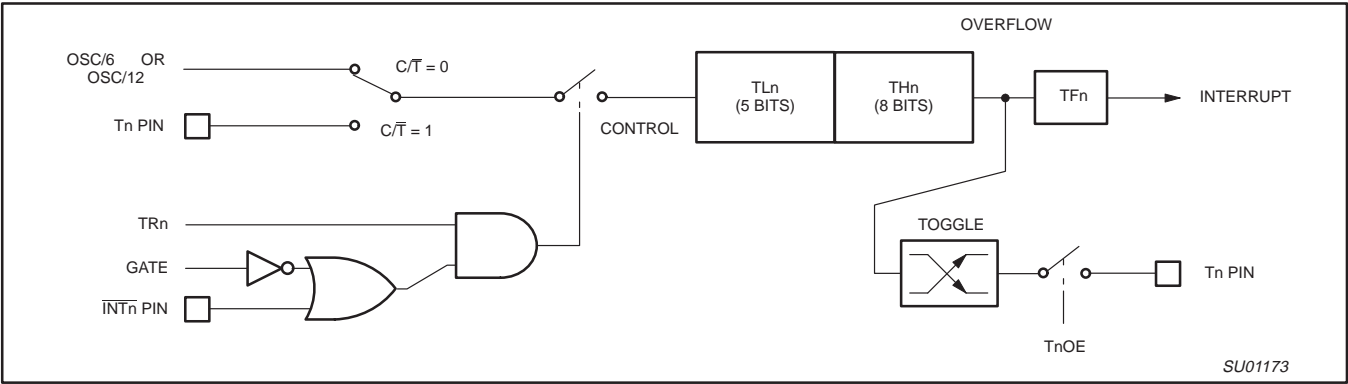 OVERFLOW
OSC/6 OR
OSC/12
C/T̅ = 0
TLn
(5 BITS)
THn
(8 BITS)
TFn
INTERRUPT
Tn PIN
C/T̅ = 1
CONTROL
TRn
TOGGLE
GATE
Tn PIN
I̅N̅T̅n̅ PIN
TnOE
SU01173